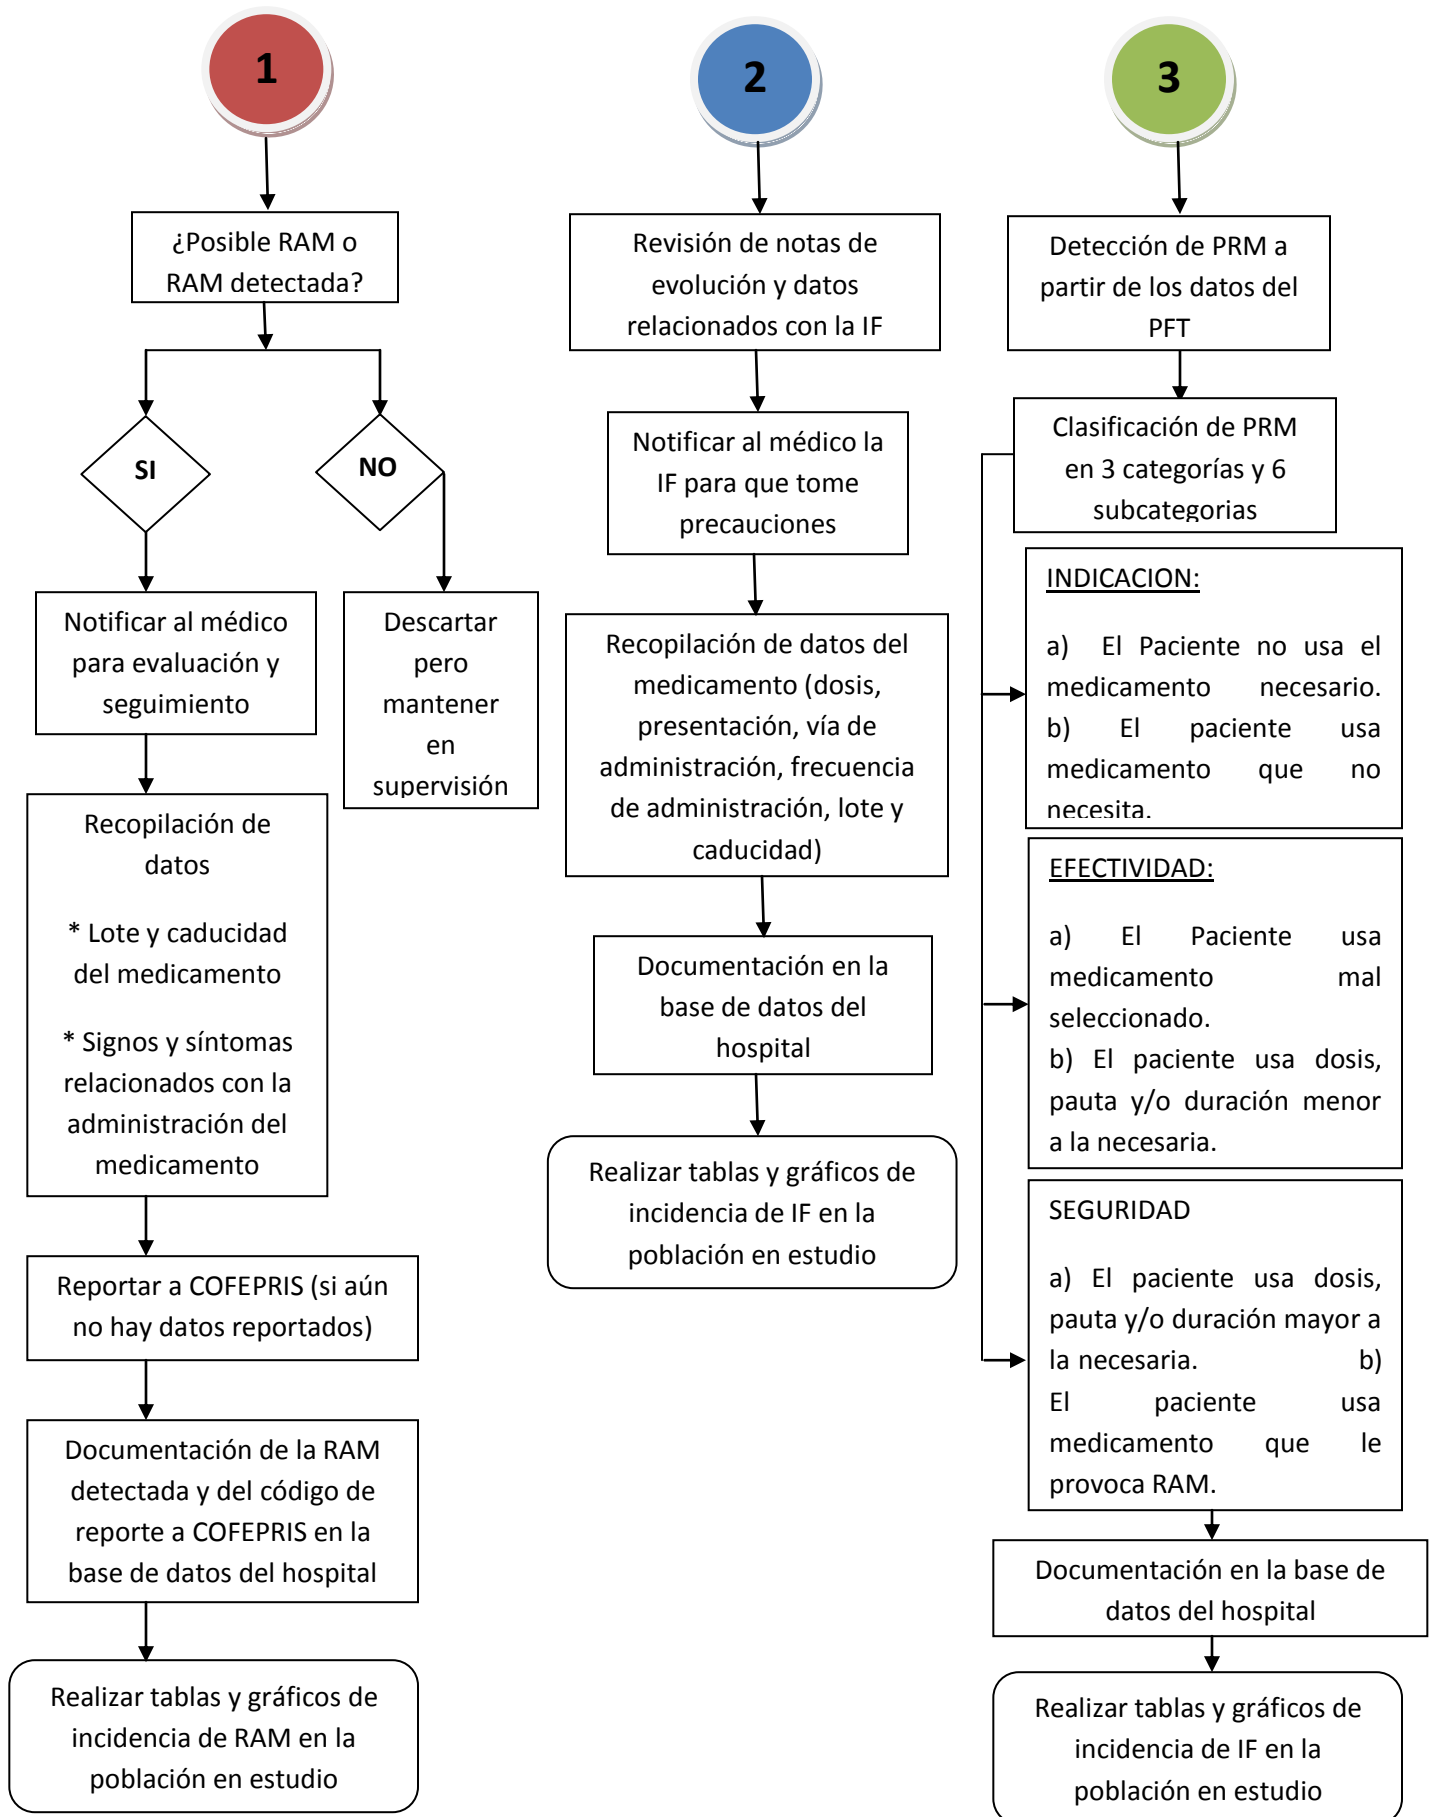 1
¿Posible RAM o
RAM detectada?
SI
NO
Notificar al médico
para evaluación y
seguimiento
Descartar
pero
mantener
en
supervisión
Recopilación de
datos
* Lote y caducidad
del medicamento
* Signos y síntomas
relacionados con la
administración del
medicamento
Reportar a COFEPRIS (si aún
no hay datos reportados)
Documentación de la RAM
detectada y del código de
reporte a COFEPRIS en la
base de datos del hospital
Realizar tablas y gráficos de
incidencia de RAM en la
población en estudio
2
Revisión de notas de
evolución y datos
relacionados con la IF
Notificar al médico la
IF para que tome
precauciones
Recopilación de datos del
medicamento (dosis,
presentación, vía de
administración, frecuencia
de administración, lote y
caducidad)
Documentación en la
base de datos del
hospital
Realizar tablas y gráficos de
incidencia de IF en la
población en estudio
3
Detección de PRM a
partir de los datos del
PFT
Clasificación de PRM
en 3 categorías y 6
subcategorias
INDICACION:
a) El Paciente no usa el
medicamento necesario.
b) El paciente usa
medicamento que no
necesita.
EFECTIVIDAD:
a) El Paciente usa
medicamento mal
seleccionado.
b) El paciente usa dosis,
pauta y/o duración menor
a la necesaria.
SEGURIDAD
a) El paciente usa dosis,
pauta y/o duración mayor a
la necesaria. b)
El paciente usa
medicamento que le
provoca RAM.
Documentación en la base de
datos del hospital
Realizar tablas y gráficos de
incidencia de IF en la
población en estudio